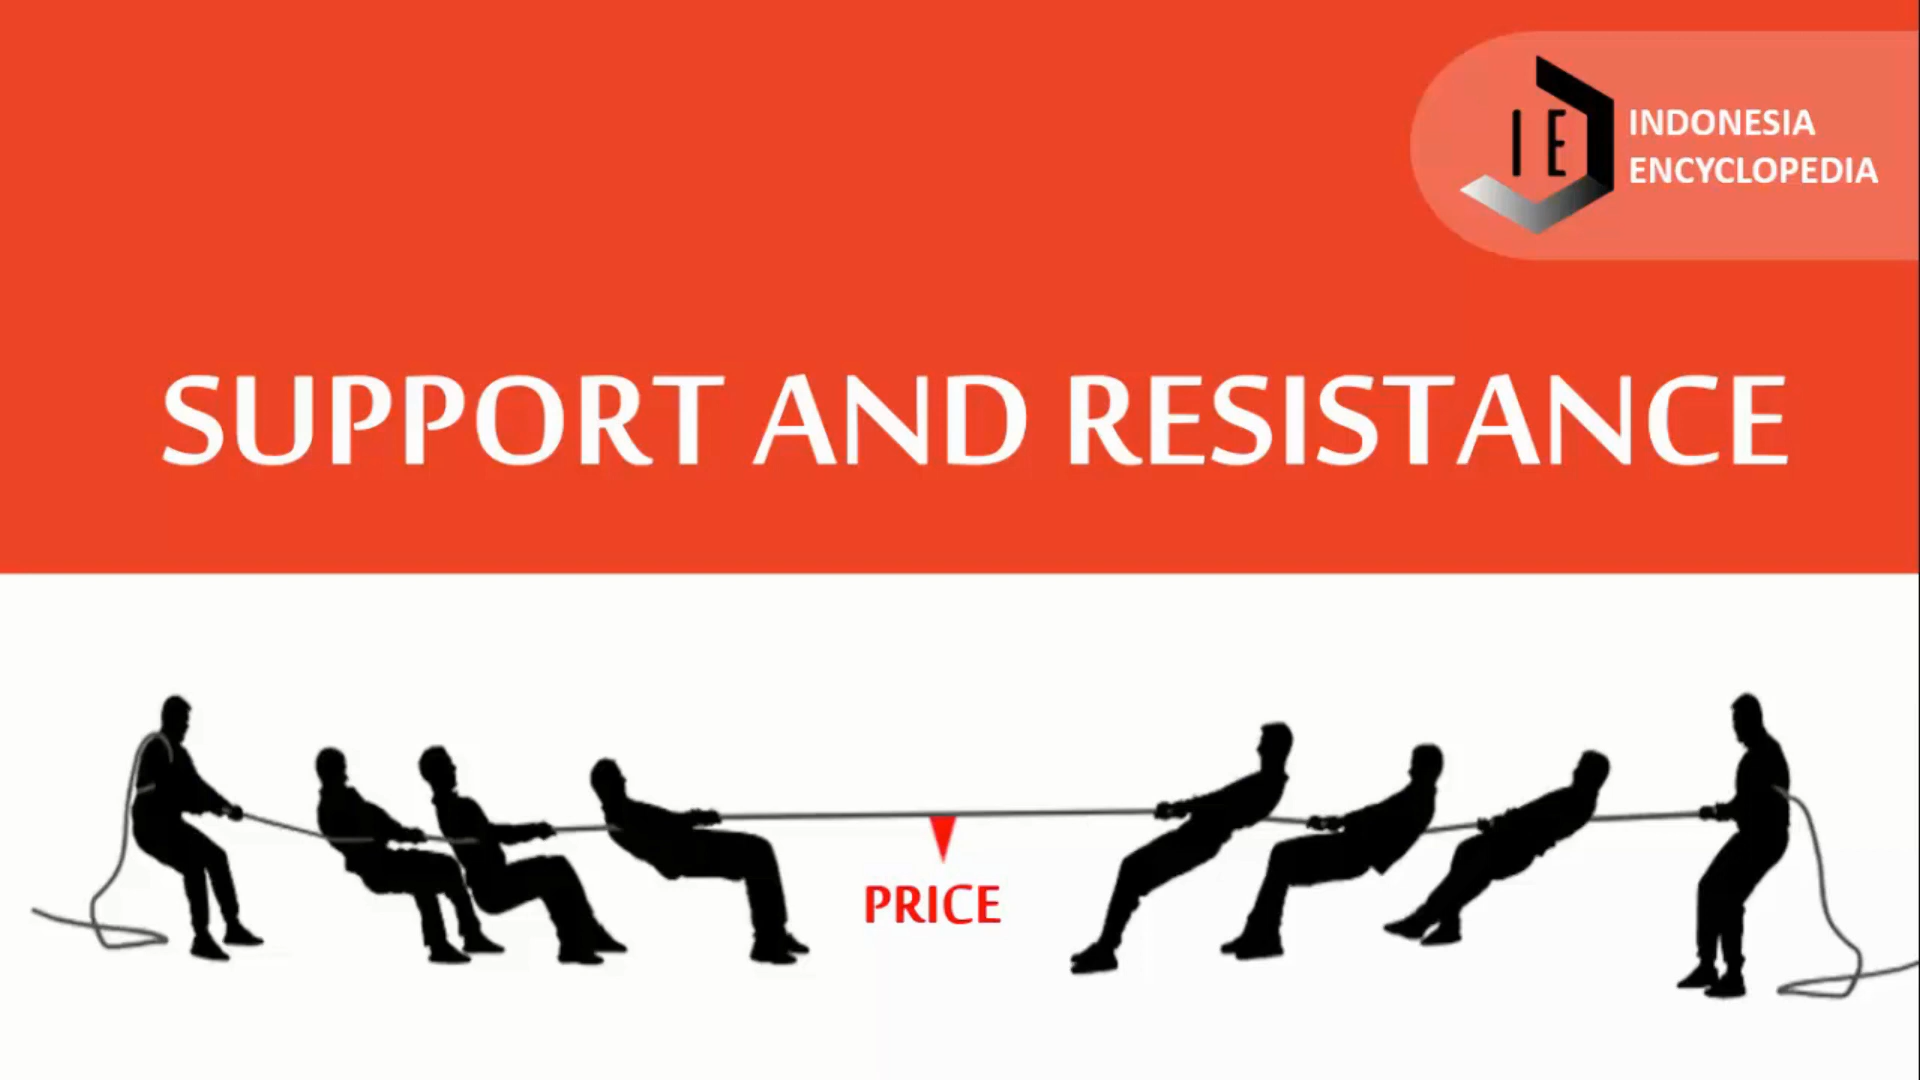 I E
INDONESIA
ENCYCLOPEDIA
SUPPORT AND RESISTANCE
PRICE